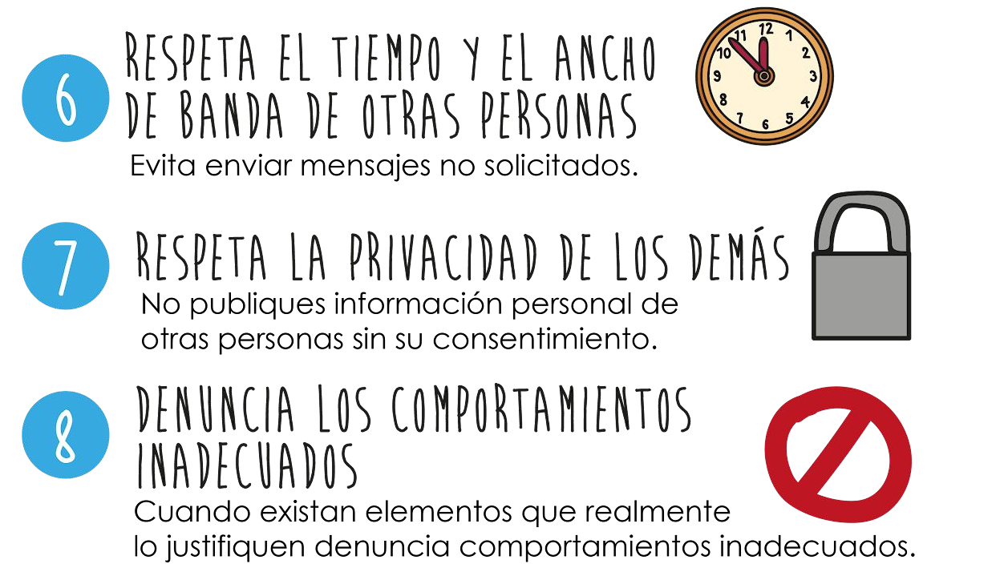 6
RESPETA EL TIEMPO Y EL ANCHO
DE BANDA DE OTRAS PERSONAS
Evita enviar mensajes no solicitados.
11 12 1
10 2
9 3
8 4
7 6 5
7
RESPETA LA PRIVACIDAD DE LOS DEMÁS
No publiques información personal de
otras personas sin su consentimiento.
8
DENUNCIA LOS COMPORTAMIENTOS
INADECUADOS
Cuando existan elementos que realmente
lo justifiquen denuncia comportamientos inadecuados.